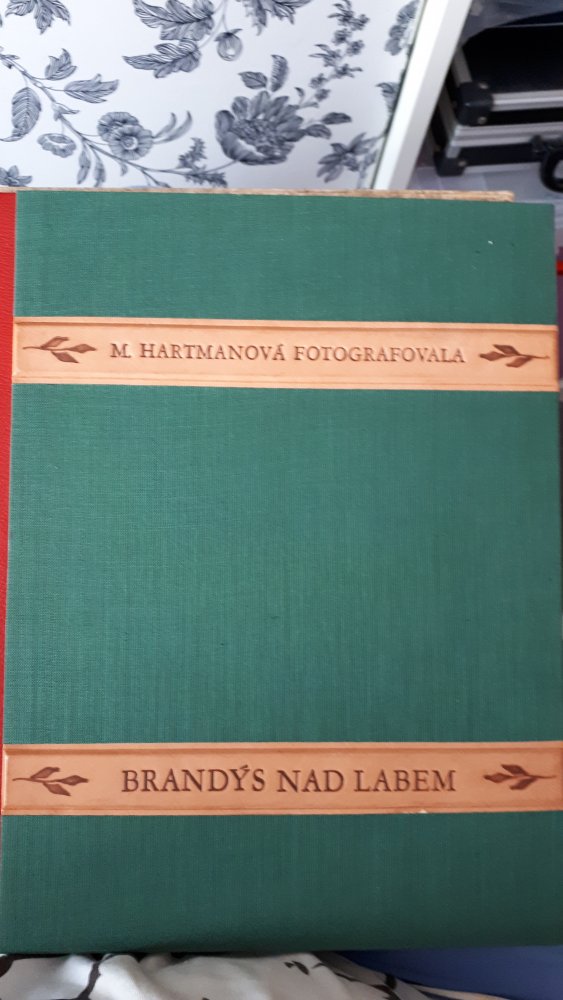 M. HARTMANOVÁ FOTOGRAFOVALA
BRANDÝS NAD LABEM